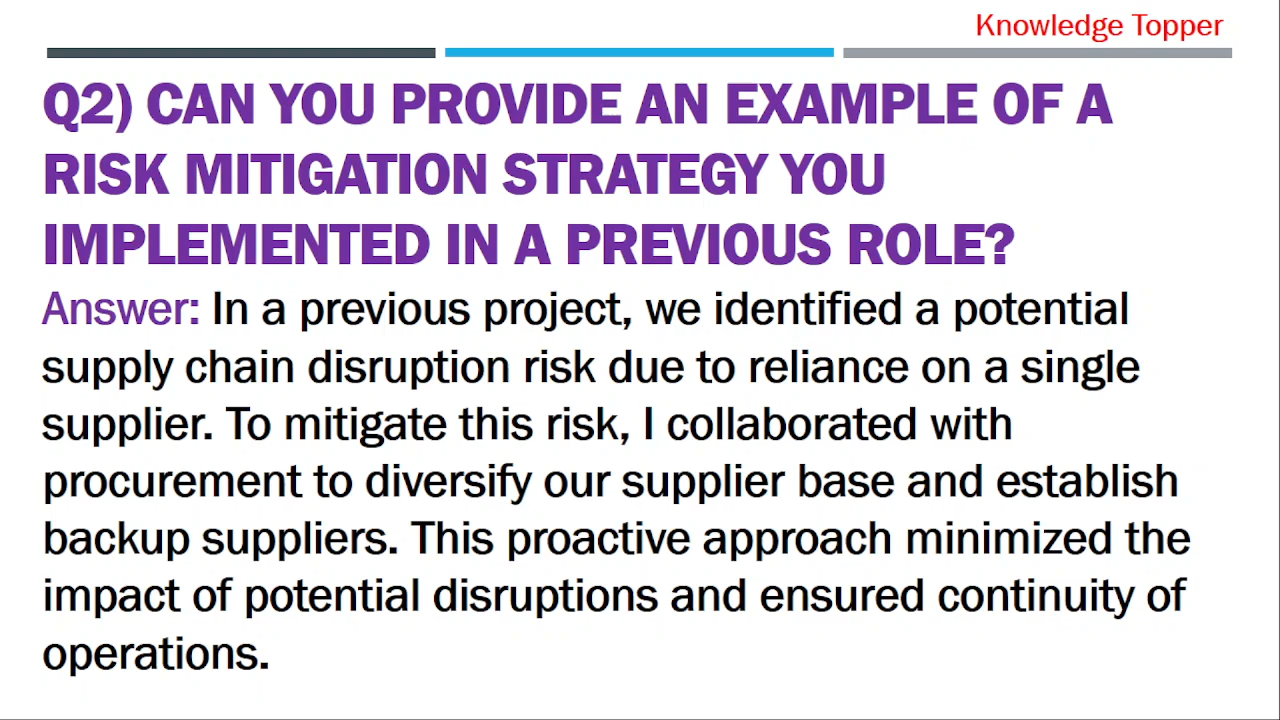 Knowledge Topper
Q2) CAN YOU PROVIDE AN EXAMPLE OF A
RISK MITIGATION STRATEGY YOU
IMPLEMENTED IN A PREVIOUS ROLE?
Answer: In a previous project, we identified a potential
supply chain disruption risk due to reliance on a single
supplier. To mitigate this risk, I collaborated with
procurement to diversify our supplier base and establish
backup suppliers. This proactive approach minimized the
impact of potential disruptions and ensured continuity of
operations.